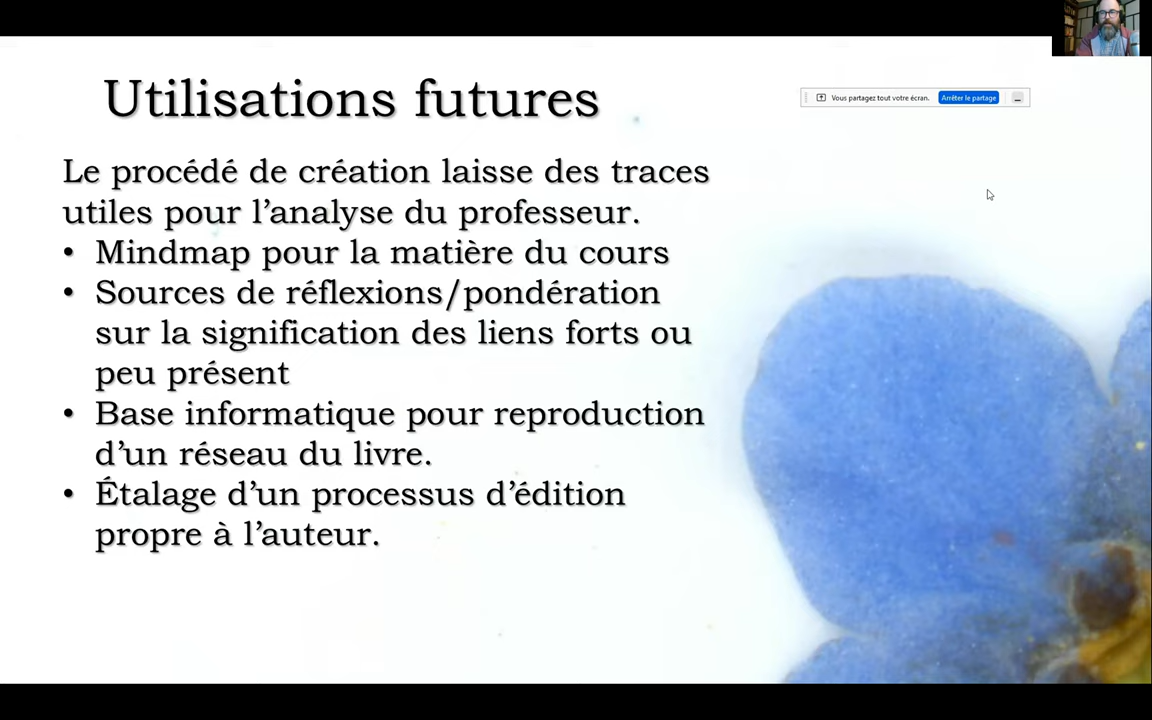 Utilisations futures
Vous partagez tout votre écran. Arrêter le partage
Le procédé de création laisse des traces
utiles pour l’analyse du professeur.
• Mindmap pour la matière du cours
• Sources de réflexions/pondération
sur la signification des liens forts ou
peu présent
• Base informatique pour reproduction
d’un réseau du livre.
• Étalage d’un processus d’édition
propre à l’auteur.